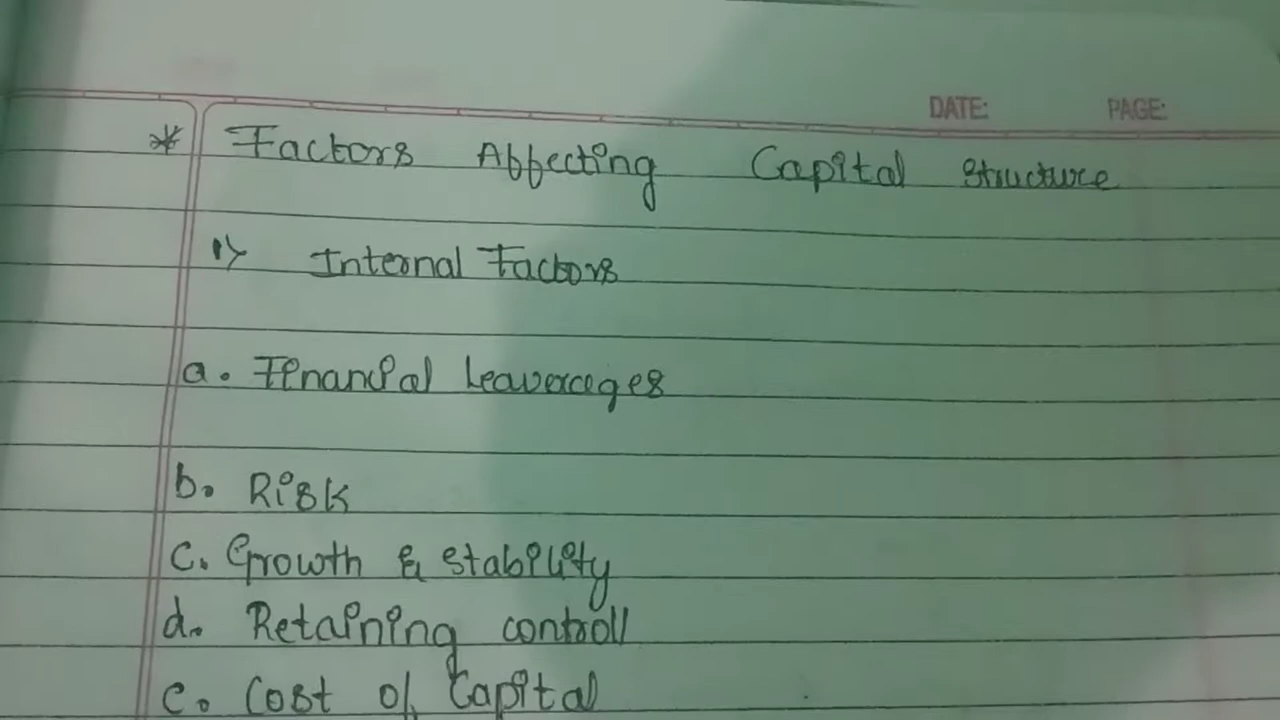 DATE: PAGE:
* Factors Affecting Capital structure
1> Internal Factors
a. Financial Leaverages
b. Risk
c. Growth & stability
d. Retaining controll
e. Cost of Capital